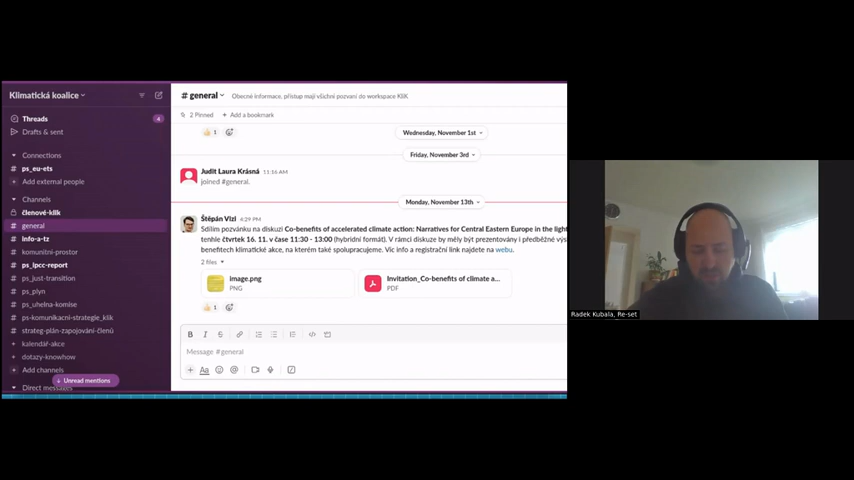 Klimatická koalice
Threads
4
Drafts & sent
Connections
ps_eu-ets
Add external people
Channels
členové-klik
# general
info-a-tz
# komunitní-prostor
# ps_ipcc-report
# ps_just-transition
# ps_plyn
# ps_uhelna-komise
# ps-komunikacni-strategie_klik
# strateg-plán-zapojování-členů
kalendář-akce
dotazy-knowhow
Add channels
Direct messages
↓ Unread mentions
# general
Obecné informace, přístup mají všichni pozvaní do workspace KliK
2 Pinned + Add a bookmark
1
Wednesday, November 1st
Friday, November 3rd
Judit Laura Krásná 11:16 AM
joined #general.
Monday, November 13th
Štěpán Vizi 4:29 PM
Sdílím pozvánku na diskuzi Co-benefits of accelerated climate action: Narratives for Central Eastern Europe in the light
tenhle čtvrtek 16. 11. v čase 11:30 - 13:00 (hybridní formát). V rámci diskuze by měly být prezentovány i předběžné
benefitech klimatické akce, na kterém také spolupracujeme. Víc info a registrační link najdete na webu.
2 files
image.png
PNG
Invitation_Co-benefits of climate a...
PDF
1
B I S
Message #general
+ Aa @
Radek Kubala, Re-set